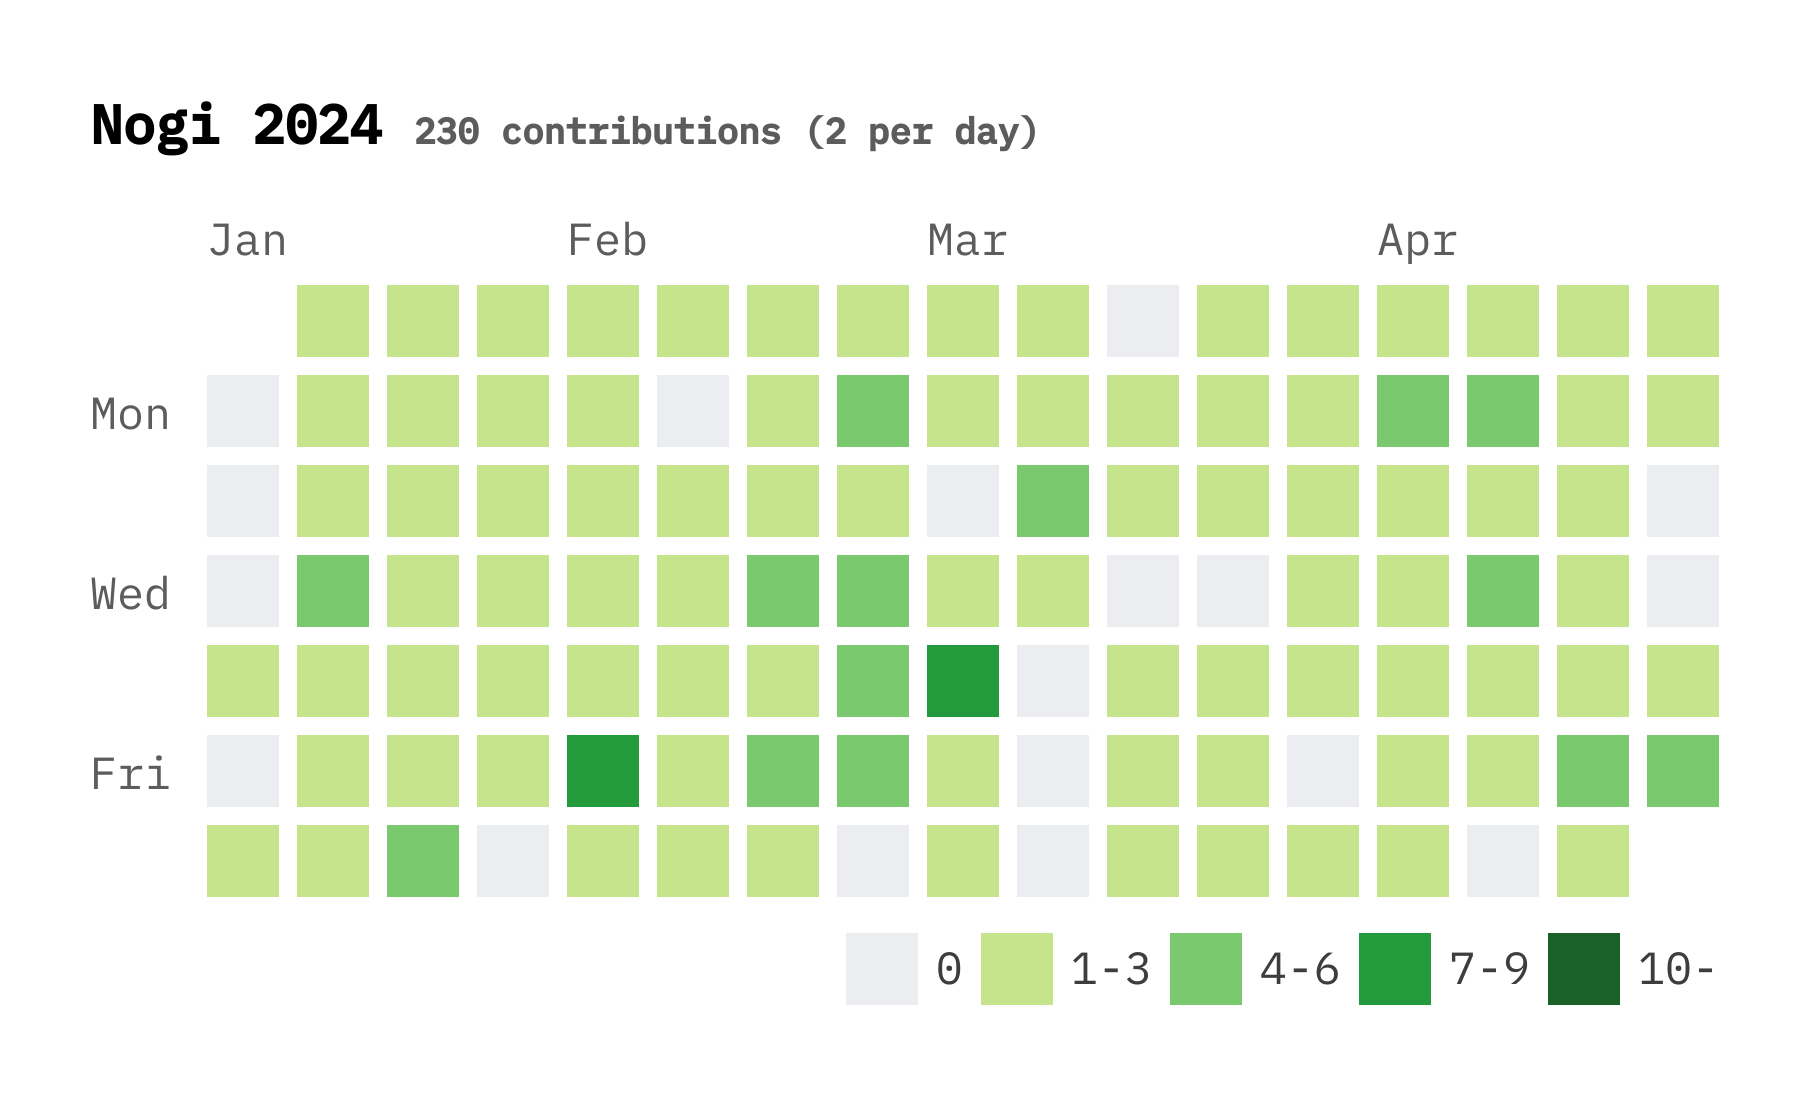 Nogi 2024 230 contributions (2 per day)
Jan Feb Mar Apr
Mon
Wed
Fri
0 1-3 4-6 7-9 10-